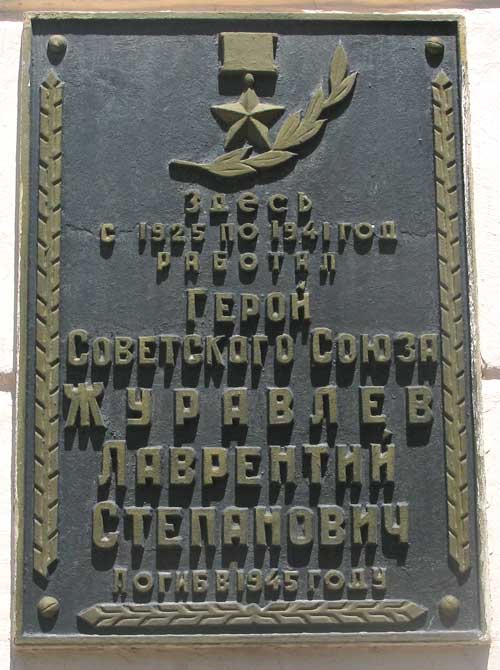 Здесь
с 1925 по 1941 год
работал
Герой
Советского Союза
Журавлев
Лаврентий
Степанович
погиб в 1945 году